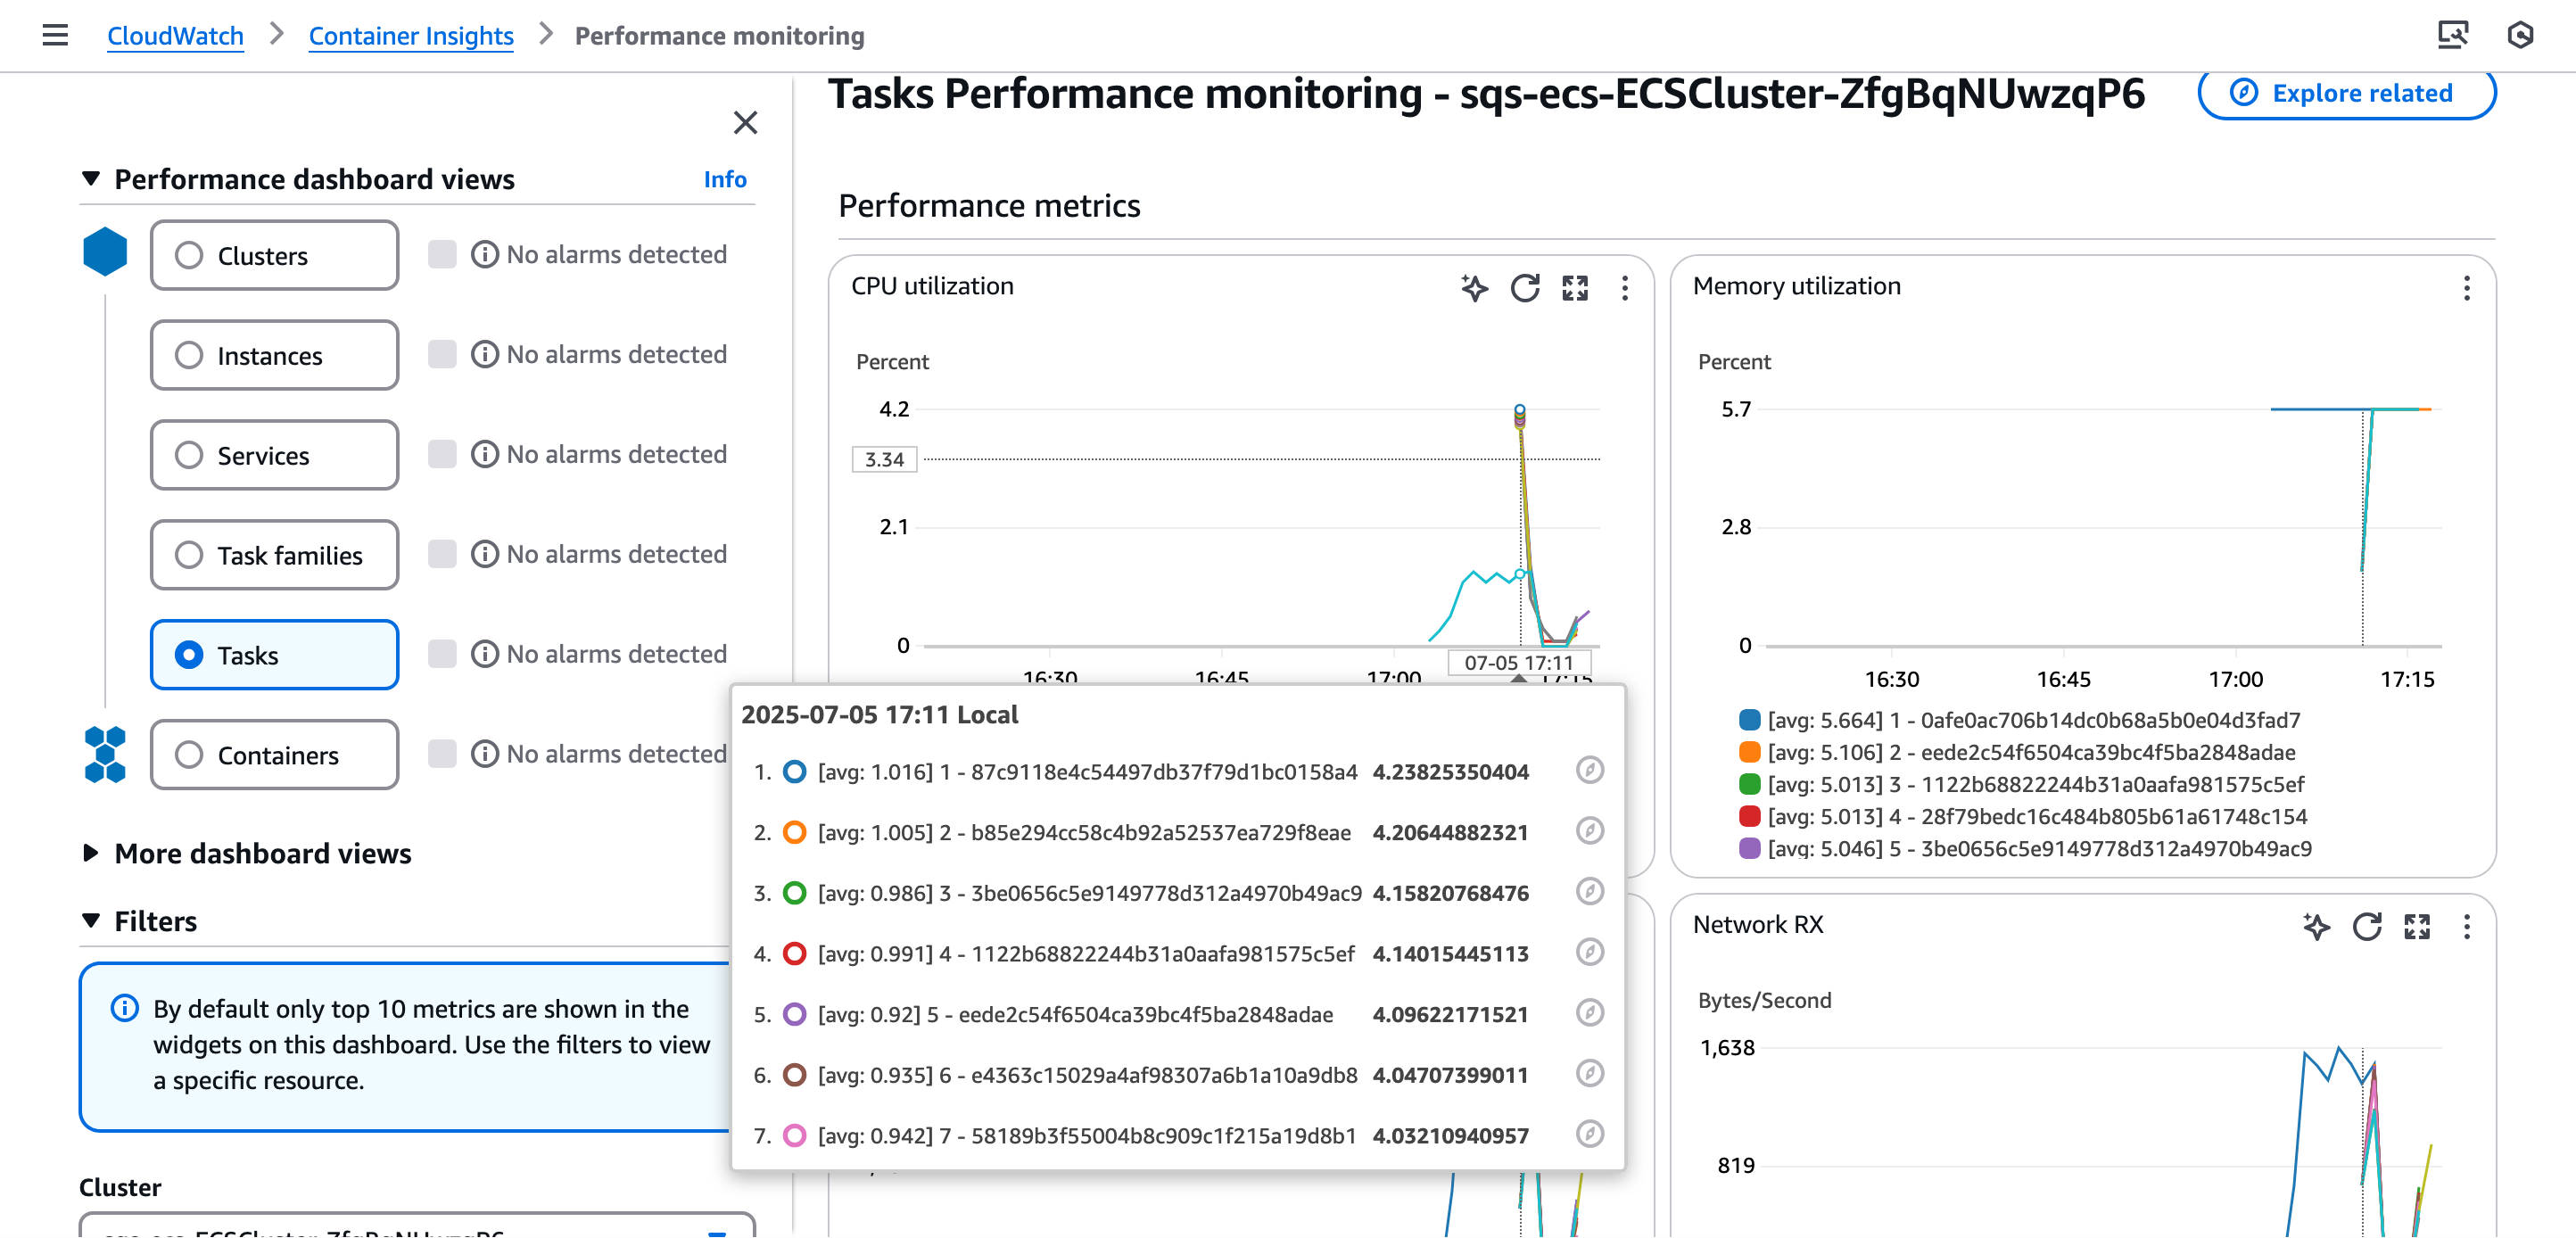 CloudWatch > Container Insights > Performance monitoring
Tasks Performance monitoring - sqs-ecs-ECSCluster-ZfgBqNUwzqP6
Explore related
Performance dashboard views
Info
Clusters
No alarms detected
Instances
No alarms detected
Services
No alarms detected
Task families
No alarms detected
Tasks
No alarms detected
Containers
No alarms detected
More dashboard views
Filters
By default only top 10 metrics are shown in the
widgets on this dashboard. Use the filters to view
a specific resource.
Cluster
sqs-ecs-ECSCluster-ZfgBqNUwzqP6
Performance metrics
CPU utilization
Percent
4.2
3.34
2.1
0
07-05 17:11
16:30
16:45
17:00
17:15
2025-07-05 17:11 Local
1. [avg: 1.016] 1 - 87c9118e4c54497db37f79d1bc0158a4 4.23825350404
2. [avg: 1.005] 2 - b85e294cc58c4b92a52537ea729f8eae 4.20644882321
3. [avg: 0.986] 3 - 3be0656c5e9149778d312a4970b49ac9 4.15820768476
4. [avg: 0.991] 4 - 1122b68822244b31a0aafa981575c5ef 4.14015445113
5. [avg: 0.92] 5 - eede2c54f6504ca39bc4f5ba2848adae 4.09622171521
6. [avg: 0.935] 6 - e4363c15029a4af98307a6b1a10a9db8 4.04707399011
7. [avg: 0.942] 7 - 58189b3f55004b8c909c1f215a19d8b1 4.03210940957
Memory utilization
Percent
5.7
2.8
0
16:30
16:45
17:00
17:15
[avg: 5.664] 1 - 0afe0ac706b14dc0b68a5b0e04d3fad7
[avg: 5.106] 2 - eede2c54f6504ca39bc4f5ba2848adae
[avg: 5.013] 3 - 1122b68822244b31a0aafa981575c5ef
[avg: 5.013] 4 - 28f79bedc16c484b805b61a61748c154
[avg: 5.046] 5 - 3be0656c5e9149778d312a4970b49ac9
Network RX
Bytes/Second
1,638
819